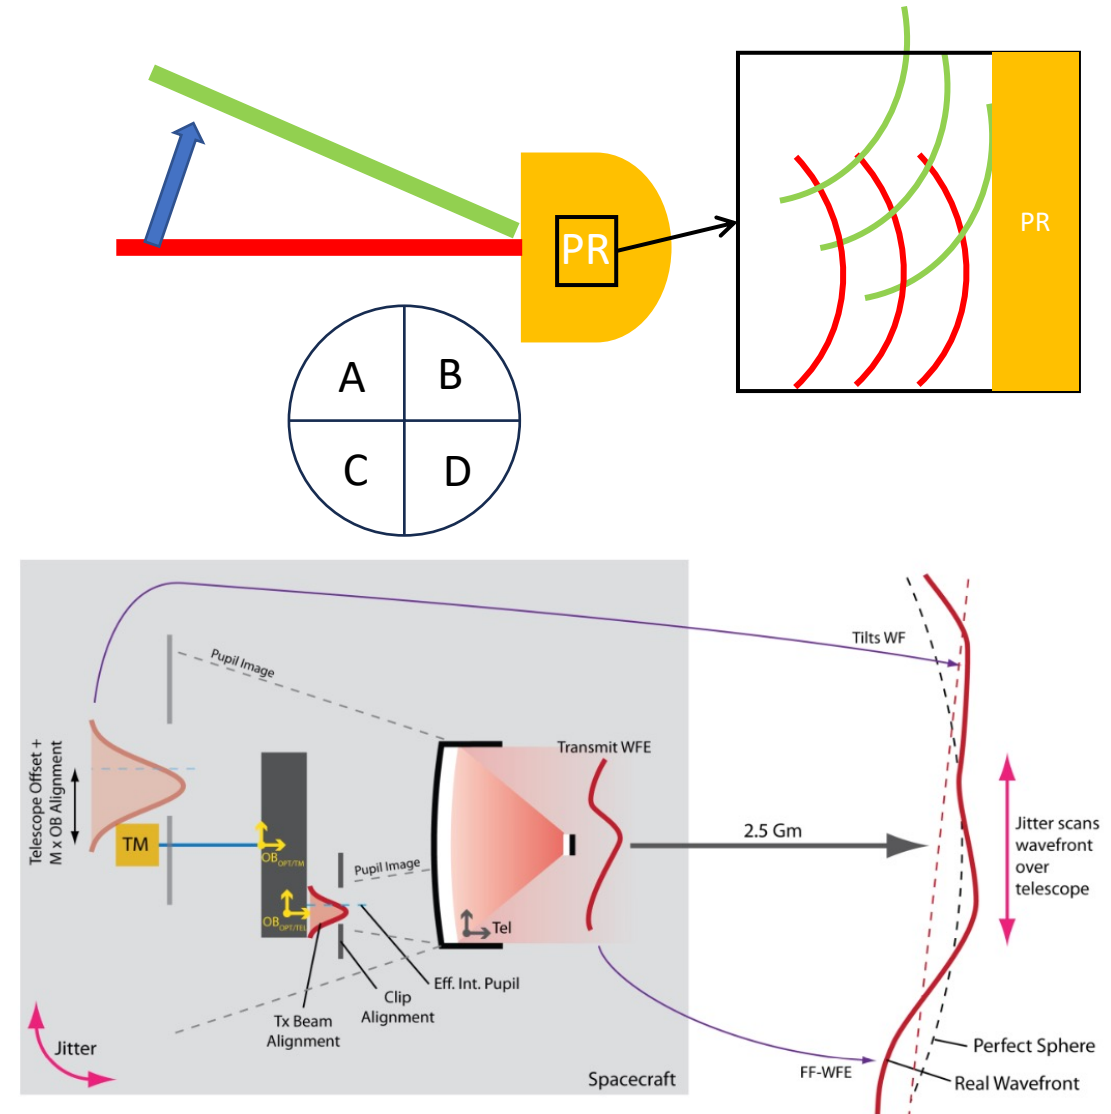 PR
PR
A
B
C
D
Tilts WF
Pupil Image
Transmit WFE
Telescope Offset +
M x OB Alignment
TM
OB OPT/TM
2.5 Gm
Jitter scans
wavefront
over
telescope
Pupil Image
OB OPT/TEL
Tel
Eff. Int. Pupil
Clip
Alignment
Tx Beam
Alignment
Jitter
Spacecraft
FF-WFE
Perfect Sphere
Real Wavefront